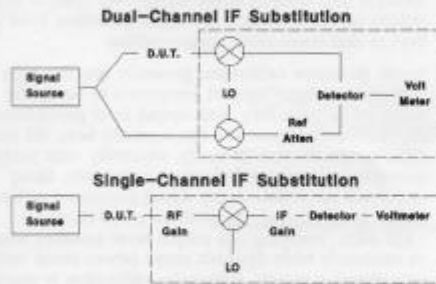 Dual-Channel IF Substitution
D.U.T.
Signal
Source
LO
Detector
Volt
Meter
Ref
Atten
Single-Channel IF Substitution
Signal
Source
D.U.T.
RF
Gain
IF
Gain
Detector
Voltmeter
LO